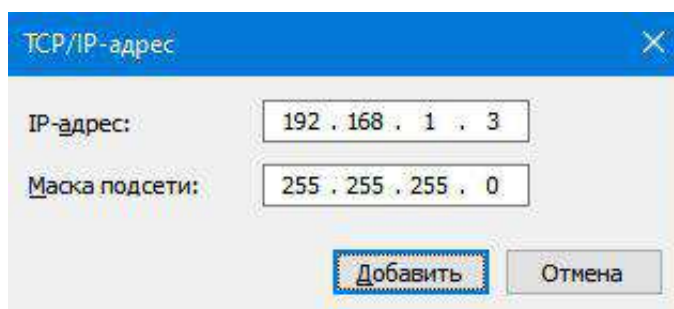 TCP/IP-адрес
IP-адрес: 192 . 168 . 1 . 3
Маска подсети: 255 . 255 . 255 . 0
Добавить Отмена